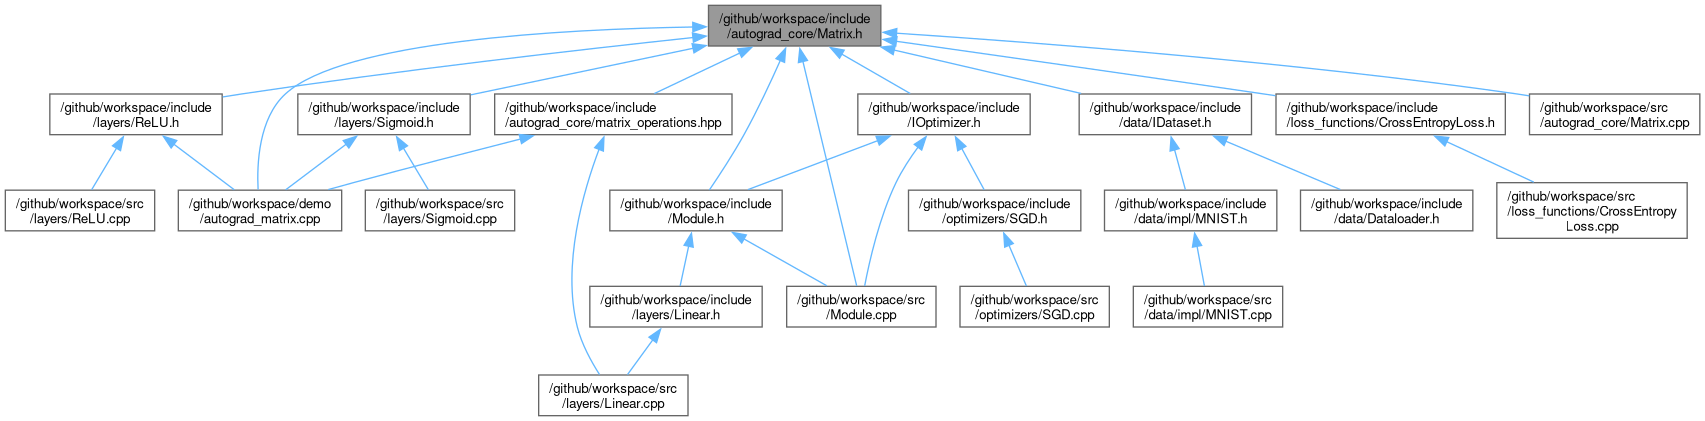 /github/workspace/include
/autograd_core/Matrix.h
/github/workspace/include
/layers/ReLU.h
/github/workspace/include
/layers/Sigmoid.h
/github/workspace/include
/autograd_core/matrix_operations.hpp
/github/workspace/include
/IOptimizer.h
/github/workspace/include
/data/IDataset.h
/github/workspace/include
/loss_functions/CrossEntropyLoss.h
/github/workspace/src
/autograd_core/Matrix.cpp
/github/workspace/src
/layers/ReLU.cpp
/github/workspace/demo
/autograd_matrix.cpp
/github/workspace/src
/layers/Sigmoid.cpp
/github/workspace/include
/Module.h
/github/workspace/include
/optimizers/SGD.h
/github/workspace/include
/data/impl/MNIST.h
/github/workspace/include
/data/Dataloader.h
/github/workspace/src
/loss_functions/CrossEntropy
Loss.cpp
/github/workspace/include
/layers/Linear.h
/github/workspace/src
/Module.cpp
/github/workspace/src
/optimizers/SGD.cpp
/github/workspace/src
/data/impl/MNIST.cpp
/github/workspace/src
/layers/Linear.cpp